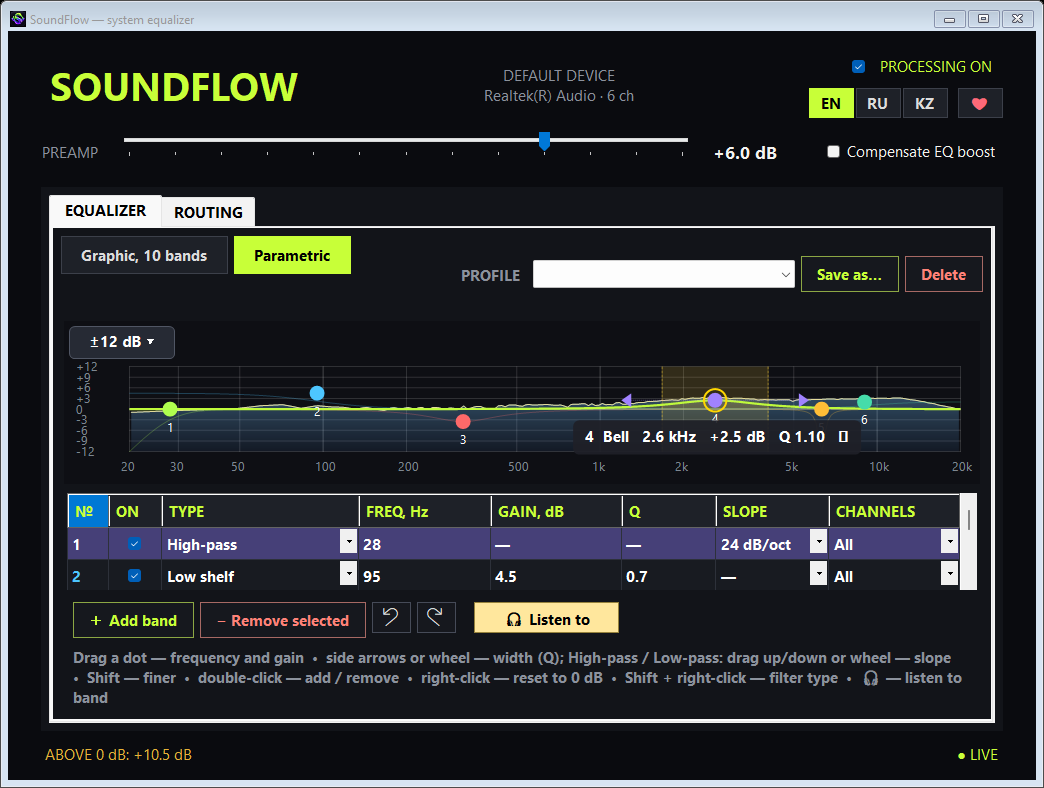 SoundFlow — system equalizer
SOUNDFLOW
DEFAULT DEVICE
Realtek(R) Audio · 6 ch
PROCESSING ON
EN RU KZ
PREAMP
+6.0 dB
Compensate EQ boost
EQUALIZER ROUTING
Graphic, 10 bands Parametric
PROFILE Save as... Delete
±12 dB ▾
+12
+9
+6
+3
0
-3
-6
-9
-12
1 2 3 4 6
4 Bell 2.6 kHz +2.5 dB Q 1.10
20 30 50 100 200 500 1k 2k 5k 10k 20k
№ ON TYPE FREQ, Hz GAIN, dB Q SLOPE CHANNELS
1 High-pass 28 — — 24 dB/oct All
2 Low shelf 95 4.5 0.7 — All
+ Add band − Remove selected 🎧 Listen to
Drag a dot — frequency and gain • side arrows or wheel — width (Q); High-pass / Low-pass: drag up/down or wheel — slope
• Shift — finer • double-click — add / remove • right-click — reset to 0 dB • Shift + right-click — filter type • 🎧 — listen to
band
ABOVE 0 dB: +10.5 dB
● LIVE